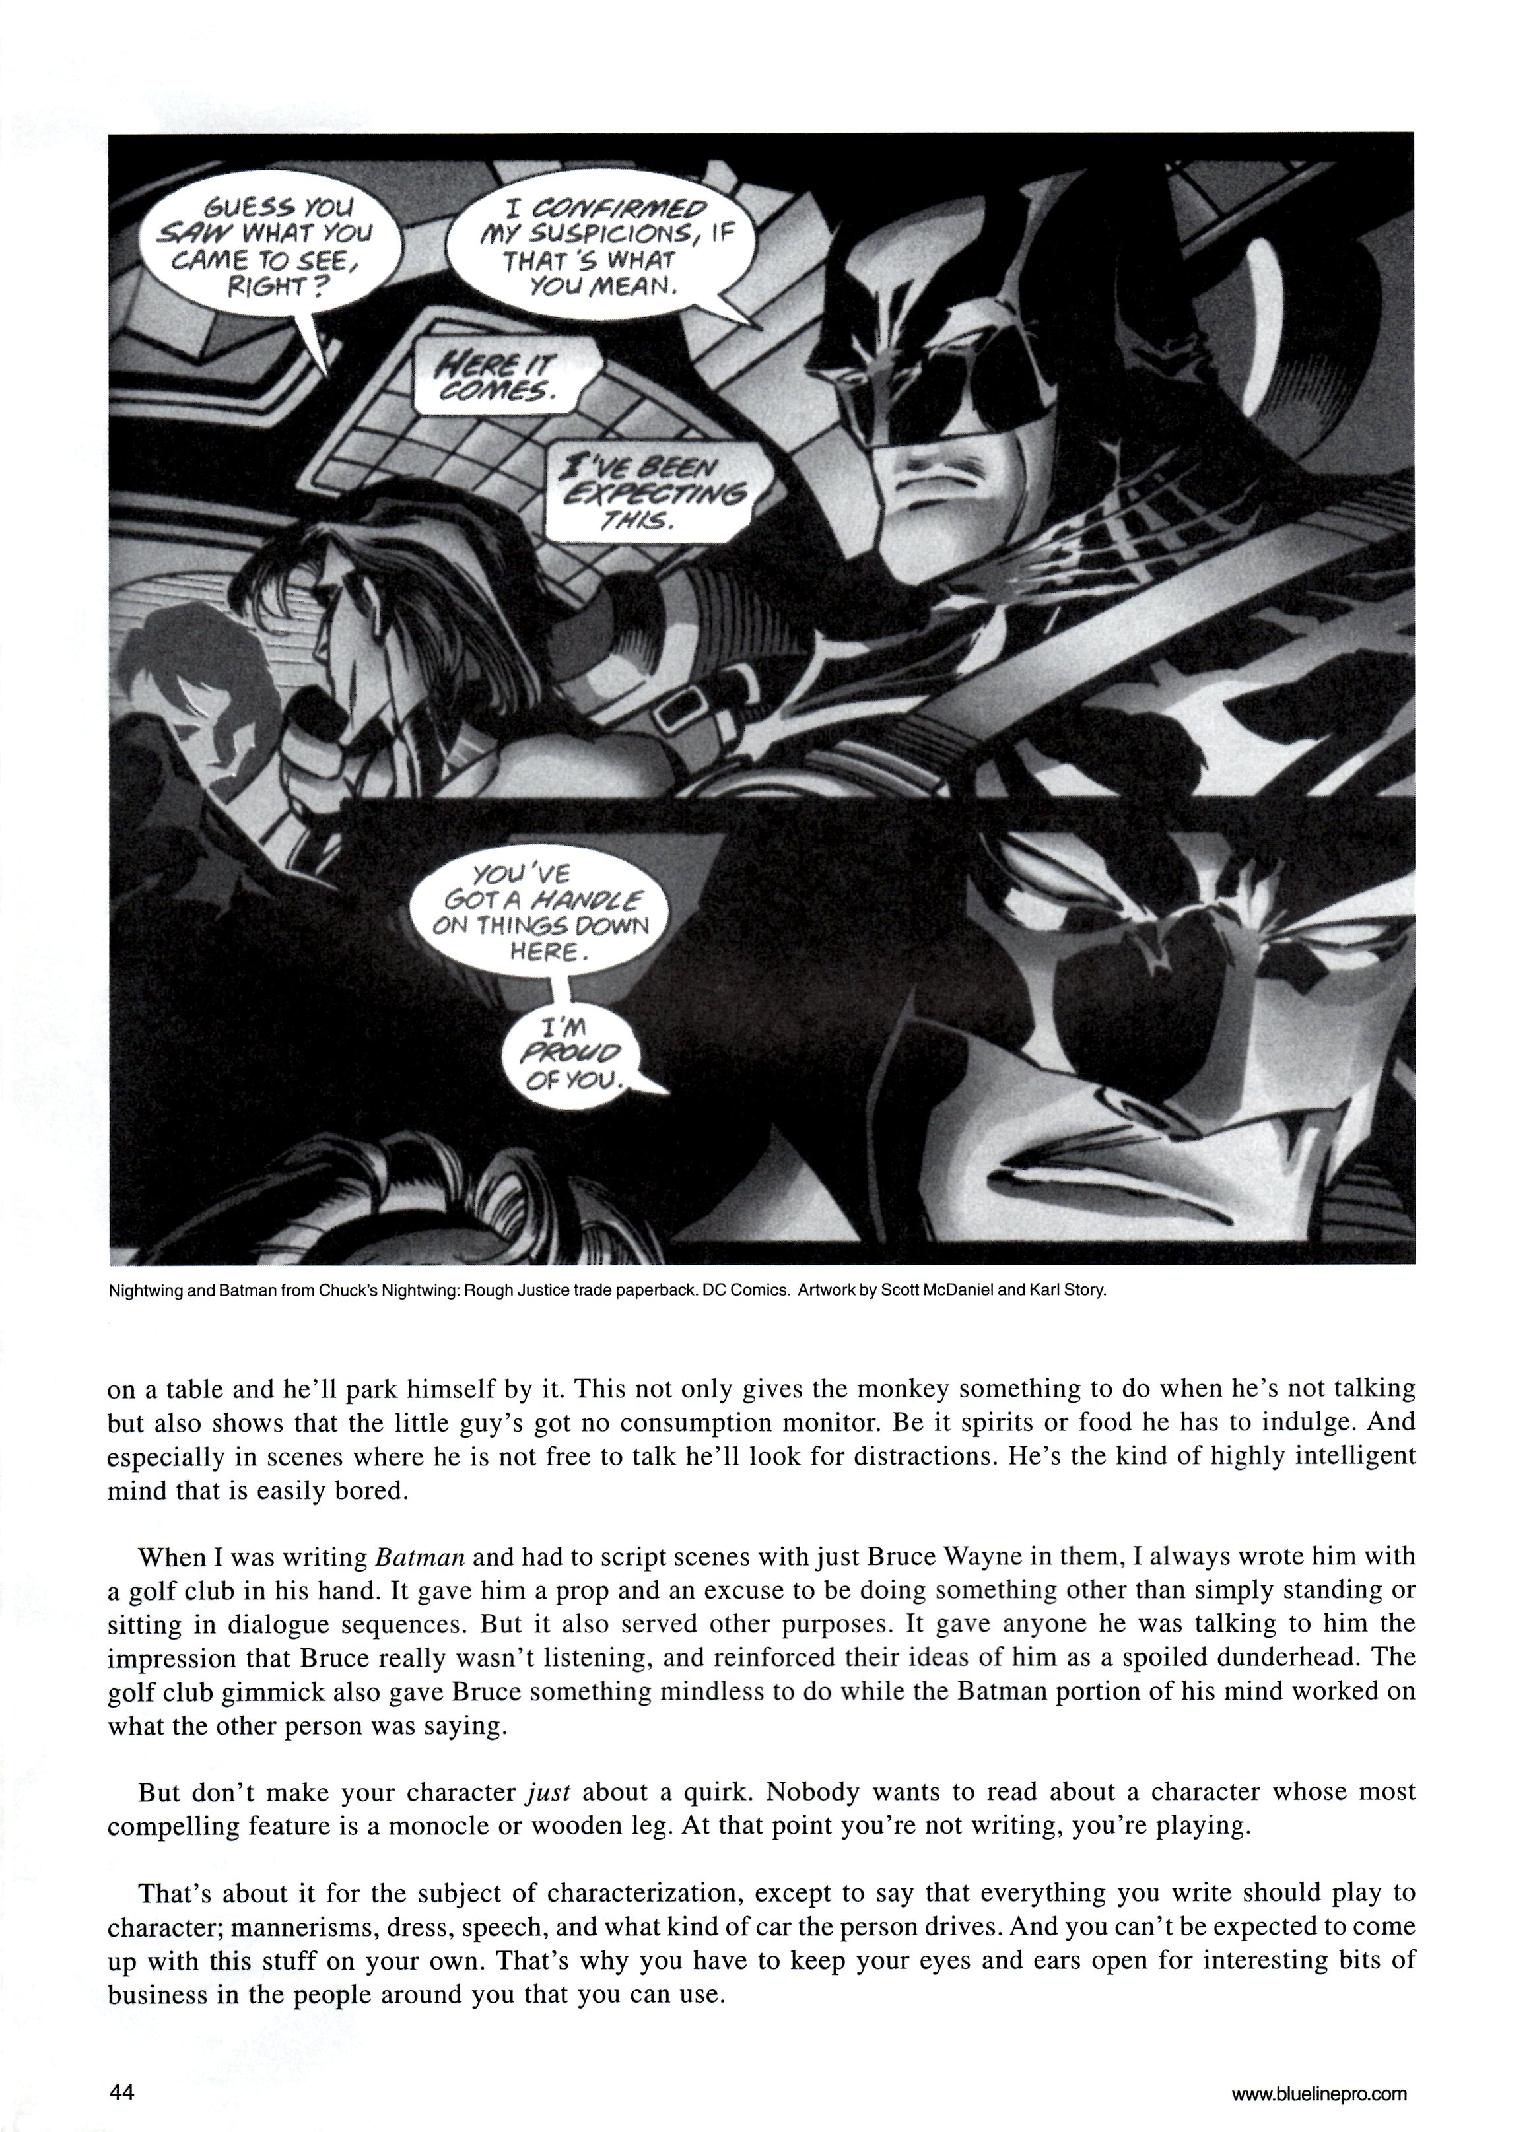 GUESS YOU
SAW WHAT YOU
CAME TO SEE,
RIGHT?
I CONFIRMED
MY SUSPICIONS, IF
THAT'S WHAT
YOU MEAN.
HERE IT
COMES.
I'VE BEEN
EXPECTING
THIS.
YOU'VE
GOT A HANDLE
ON THINGS DOWN
HERE.
I'M
PROUD
OF YOU.
Nightwing and Batman from Chuck's Nightwing: Rough Justice trade paperback. DC Comics. Artwork by Scott McDaniel and Karl Story.
on a table and he'll park himself by it. This not only gives the monkey something to do when he's not talking
but also shows that the little guy's got no consumption monitor. Be it spirits or food he has to indulge. And
especially in scenes where he is not free to talk he'll look for distractions. He's the kind of highly intelligent
mind that is easily bored.
When I was writing Batman and had to script scenes with just Bruce Wayne in them, I always wrote him with
a golf club in his hand. It gave him a prop and an excuse to be doing something other than simply standing or
sitting in dialogue sequences. But it also served other purposes. It gave anyone he was talking to him the
impression that Bruce really wasn't listening, and reinforced their ideas of him as a spoiled dunderhead. The
golf club gimmick also gave Bruce something mindless to do while the Batman portion of his mind worked on
what the other person was saying.
But don't make your character just about a quirk. Nobody wants to read about a character whose most
compelling feature is a monocle or wooden leg. At that point you're not writing, you're playing.
That's about it for the subject of characterization, except to say that everything you write should play to
character; mannerisms, dress, speech, and what kind of car the person drives. And you can't be expected to come
up with this stuff on your own. That's why you have to keep your eyes and ears open for interesting bits of
business in the people around you that you can use.
44
www.bluelinepro.com